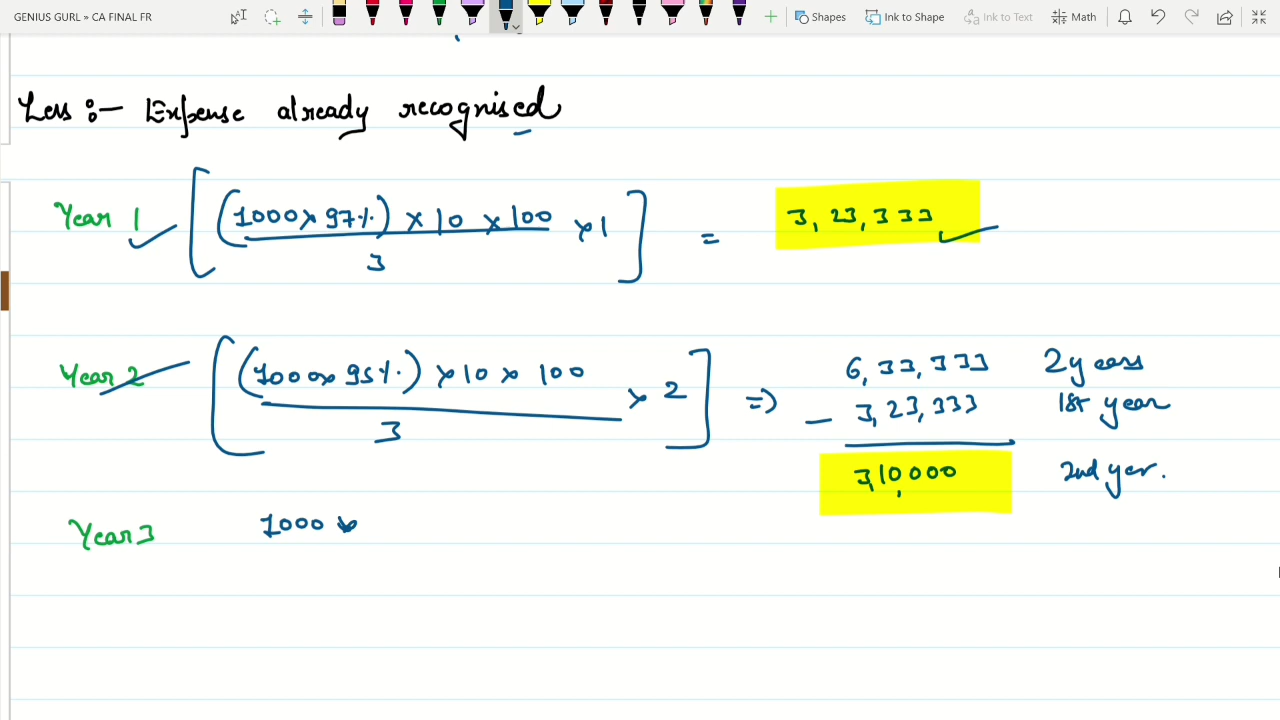 GENIUS GURL » CA FINAL FR
Shapes
Ink to Shape
Ink to Text
Math
Less :- Expense already recognised
Year 1 [ (1000 x 97%) x 10 x 100 / 3 x 1 ] = 3,23,333
Year 2 [ (1000 x 95%) x 10 x 100 / 3 x 2 ] => 6,33,333 2 years
- 3,23,333 1st year
3,10,000 2nd year.
Year 3 1000